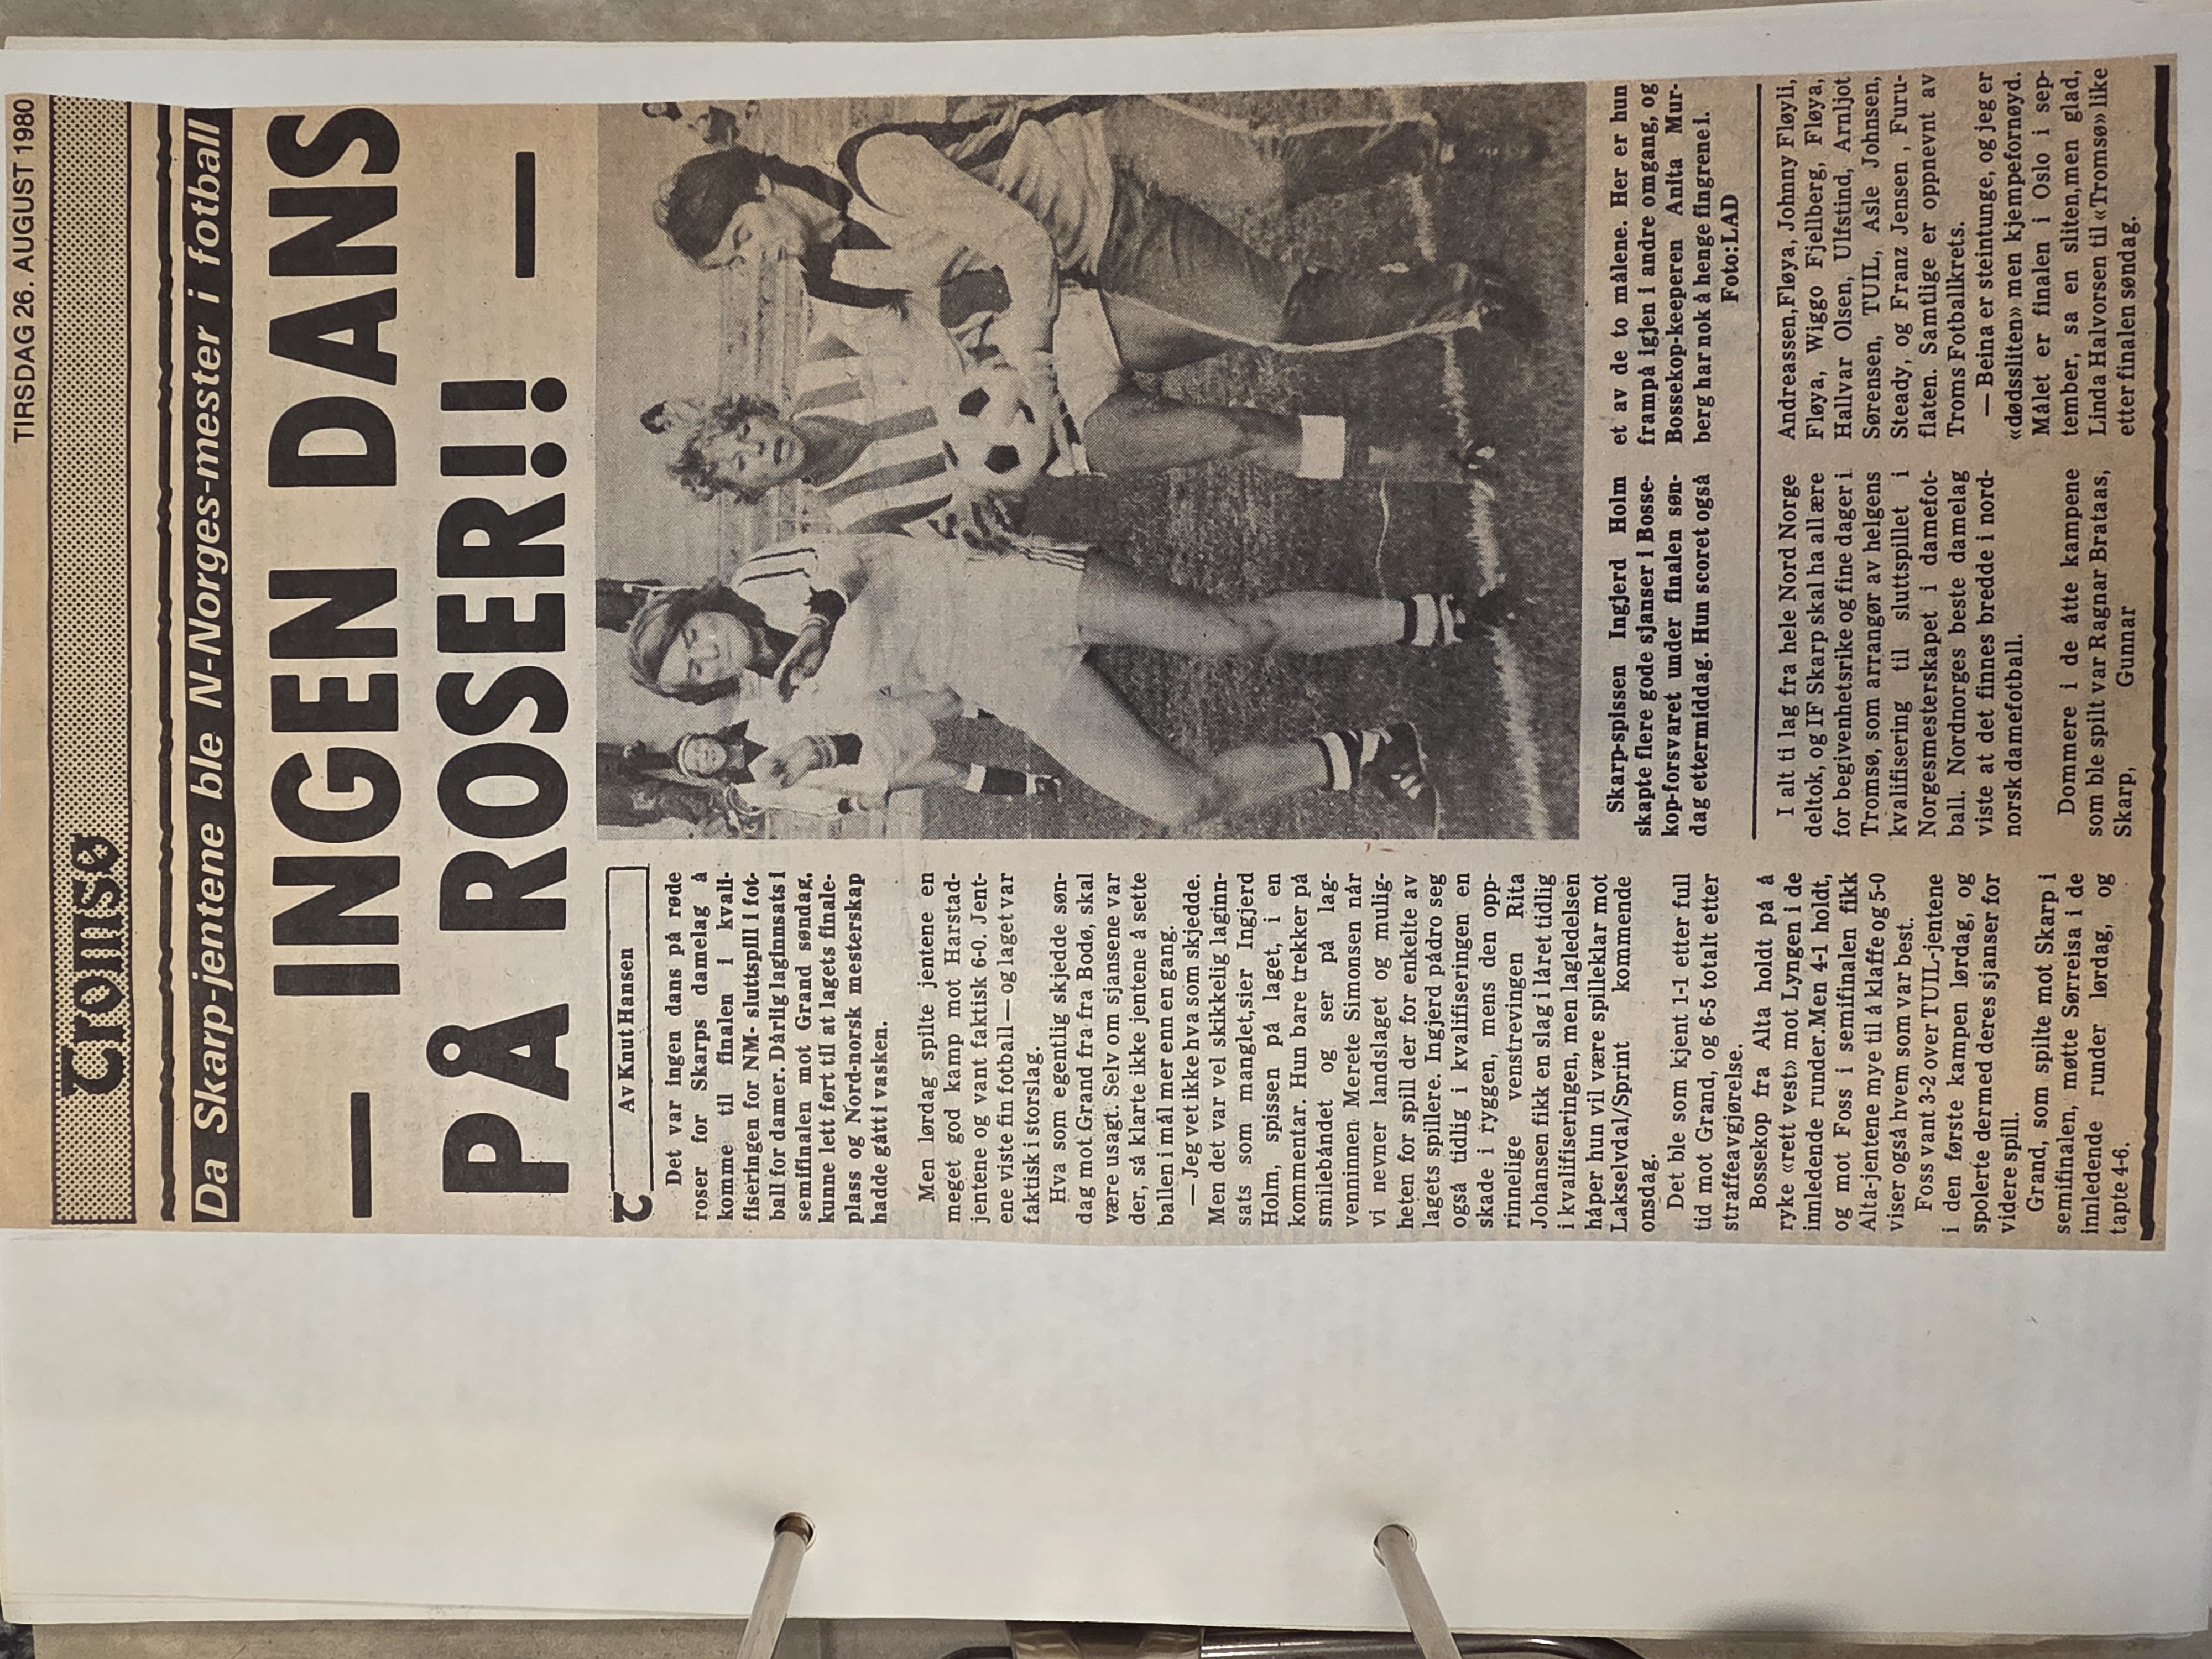 TIRSDAG 26. AUGUST 1980
Tromsø
Da Skarp-jentene ble N-Norges-mester i fotball
— INGEN DANS
PÅ ROSER!! —
Av Knut Hansen
Det var ingen dans på røde
roser for Skarps damelag å
komme til finalen i kvali-
fiseringen for NM- sluttspill i fot-
ball for damer. Dårlig laginnsats i
semifinalen mot Grand søndag,
kunne lett ført til at lagets finale-
plass og Nord-norsk mesterskap
hadde gått i vasken.
Men lørdag spilte jentene en
meget god kamp mot Harstad-
jentene og vant faktisk 6-0. Jent-
ene viste fin fotball — og laget var
faktisk i storslag.
Hva som egentlig skjedde søn-
dag mot Grand fra fra Bodø, skal
være usagt. Selv om sjansene var
der, så klarte ikke jentene å sette
ballen i mål mer enn en gang.
— Jeg vet ikke hva som skjedde.
Men det var vel skikkelig laginn-
sats som manglet,sier Ingjerd
Holm, spissen på laget, i en
kommentar. Hun bare trekker på
smilebåndet og ser på lag-
venninnen Merete Simonsen når
vi nevner landslaget og mulig-
heten for spill der for enkelte av
lagets spillere. Ingjerd pådro seg
også tidlig i kvalifiseringen en
skade i ryggen, mens den opp-
rinnelige venstrevingen Rita
Johansen fikk en slag i låret tidlig
i kvalifiseringen, men lagledelsen
håper hun vil være spilleklar mot
Lakselvdal/Sprint kommende
onsdag.
Det ble som kjent 1-1 etter full
tid mot Grand, og 6-5 totalt etter
straffeavgjørelse.
Bossekop fra Alta holdt på å
ryke «rett vest» mot Lyngen i de
innledende runder.Men 4-1 holdt,
og mot Foss i semifinalen fikk
Alta-jentene mye til å klaffe og 5-0
viser også hvem som var best.
Foss vant 3-2 over TUIL-jentene
i den første kampen lørdag, og
spolerte dermed deres sjanser for
videre spill.
Grand, som spilte mot Skarp i
semifinalen, møtte Sørreisa i de
innledende runder lørdag, og
tapte 4-6.
Skarp-spissen Ingjerd Holm
skapte flere gode sjanser i Bosse-
kop-forsvaret under finalen søn-
dag ettermiddag. Hun scoret også
et av de to målene. Her er hun
frampå igjen i andre omgang, og
Bossekop-keeperen Anita Mur-
berg har nok å henge fingrene i.
Foto: LAD
I alt ti lag fra hele Nord Norge
deltok, og IF Skarp skal ha all ære
for begivenhetsrike og fine dager i
Tromsø, som arrangør av helgens
kvalifisering til sluttspillet i
Norgesmesterskapet i damefot-
ball. Nordnorges beste damelag
viste at det finnes bredde i nord-
norsk damefotball.
Dommere i de åtte kampene
som ble spilt var Ragnar Brataas,
Skarp, Gunnar
Andreassen,Fløya, Johnny Fløyli,
Fløya, Wiggo Fjellberg, Fløya,
Hallvar Olsen, Ulfstind, Arnljot
Sørensen, TUIL, Asle Johnsen,
Steady, og Franz Jensen , Furu-
flaten. Samtlige er oppnevnt av
Troms Fotballkrets.
— Beina er steintunge, og jeg er
«dødssliten» men kjempefornøyd.
Målet er finalen i Oslo i sep-
tember, sa en sliten,men glad,
Linda Halvorsen til «Tromsø» like
etter finalen søndag.